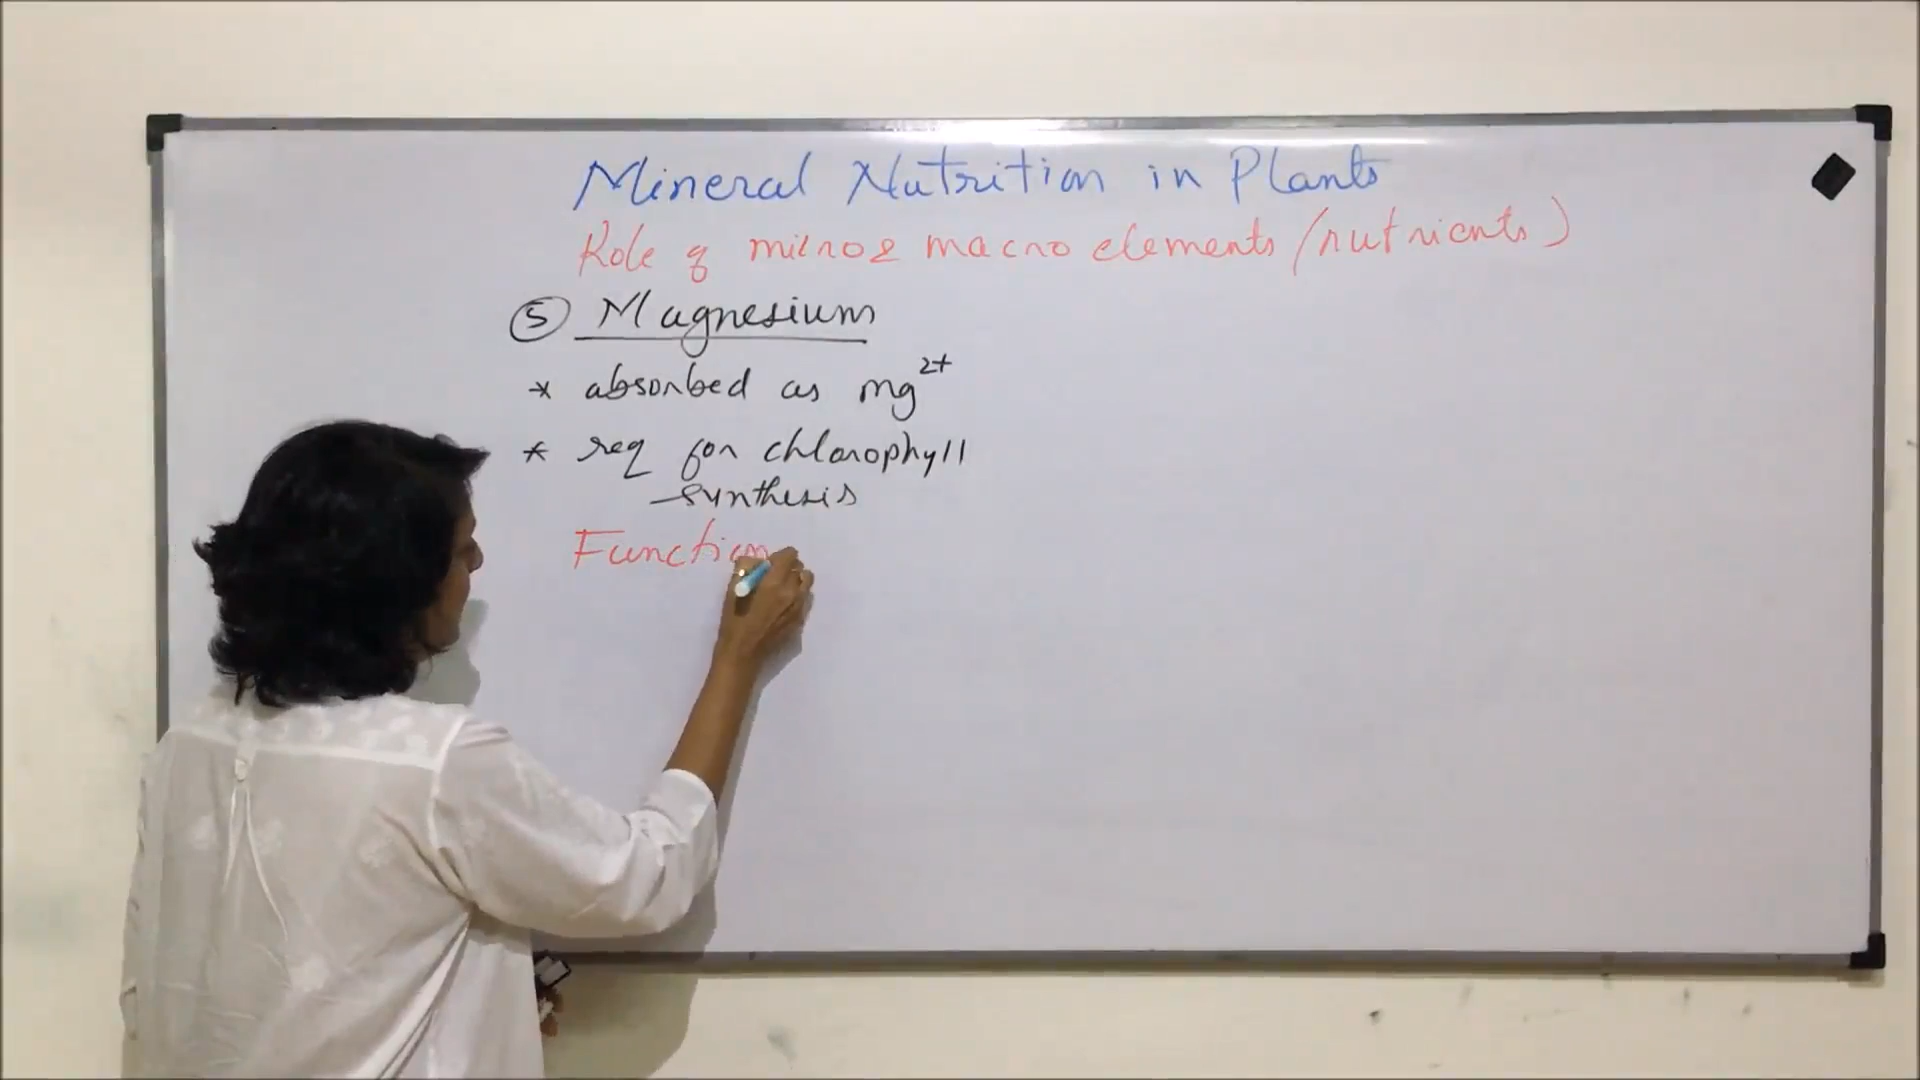 Mineral Nutrition in Plants
Role of micro & macro elements (nutrients)
⑤ Magnesium
* absorbed as mg²⁺
* req for chlorophyll
synthesis
Function